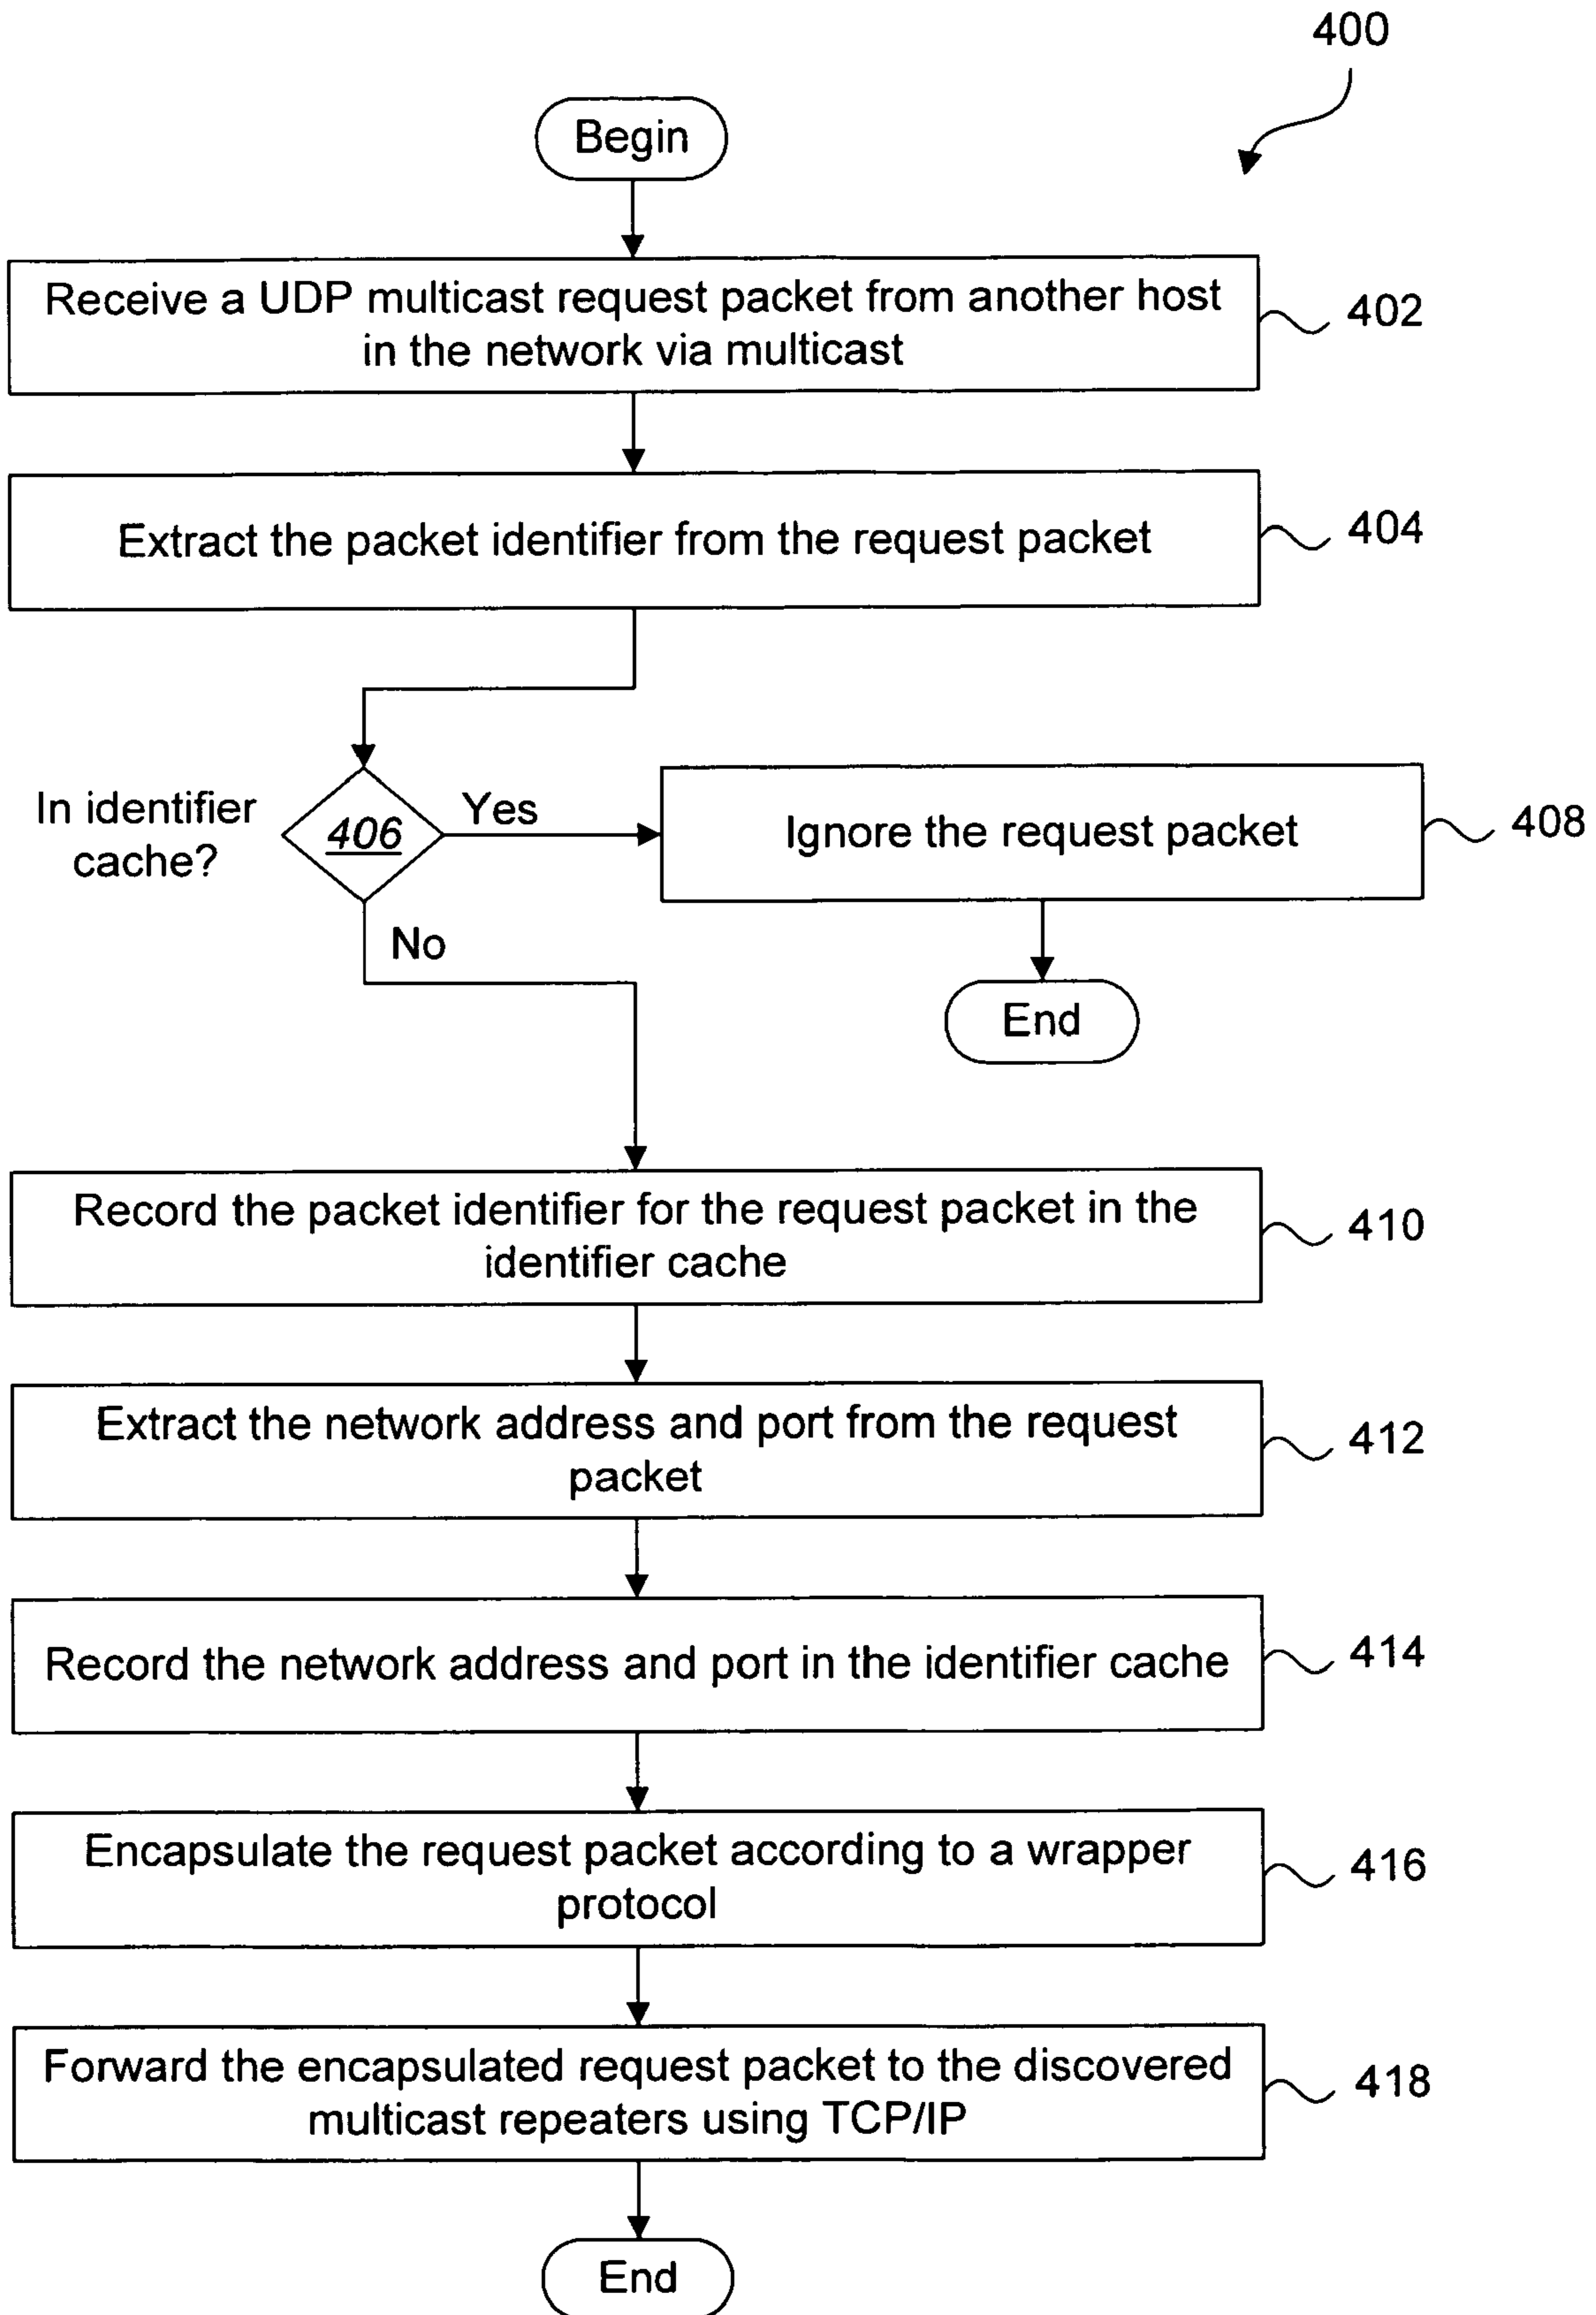 400
Begin
Receive a UDP multicast request packet from another host
in the network via multicast
402
Extract the packet identifier from the request packet
404
In identifier
cache?
406
Yes
Ignore the request packet
408
No
End
Record the packet identifier for the request packet in the
identifier cache
410
Extract the network address and port from the request
packet
412
Record the network address and port in the identifier cache
414
Encapsulate the request packet according to a wrapper
protocol
416
Forward the encapsulated request packet to the discovered
multicast repeaters using TCP/IP
418
End